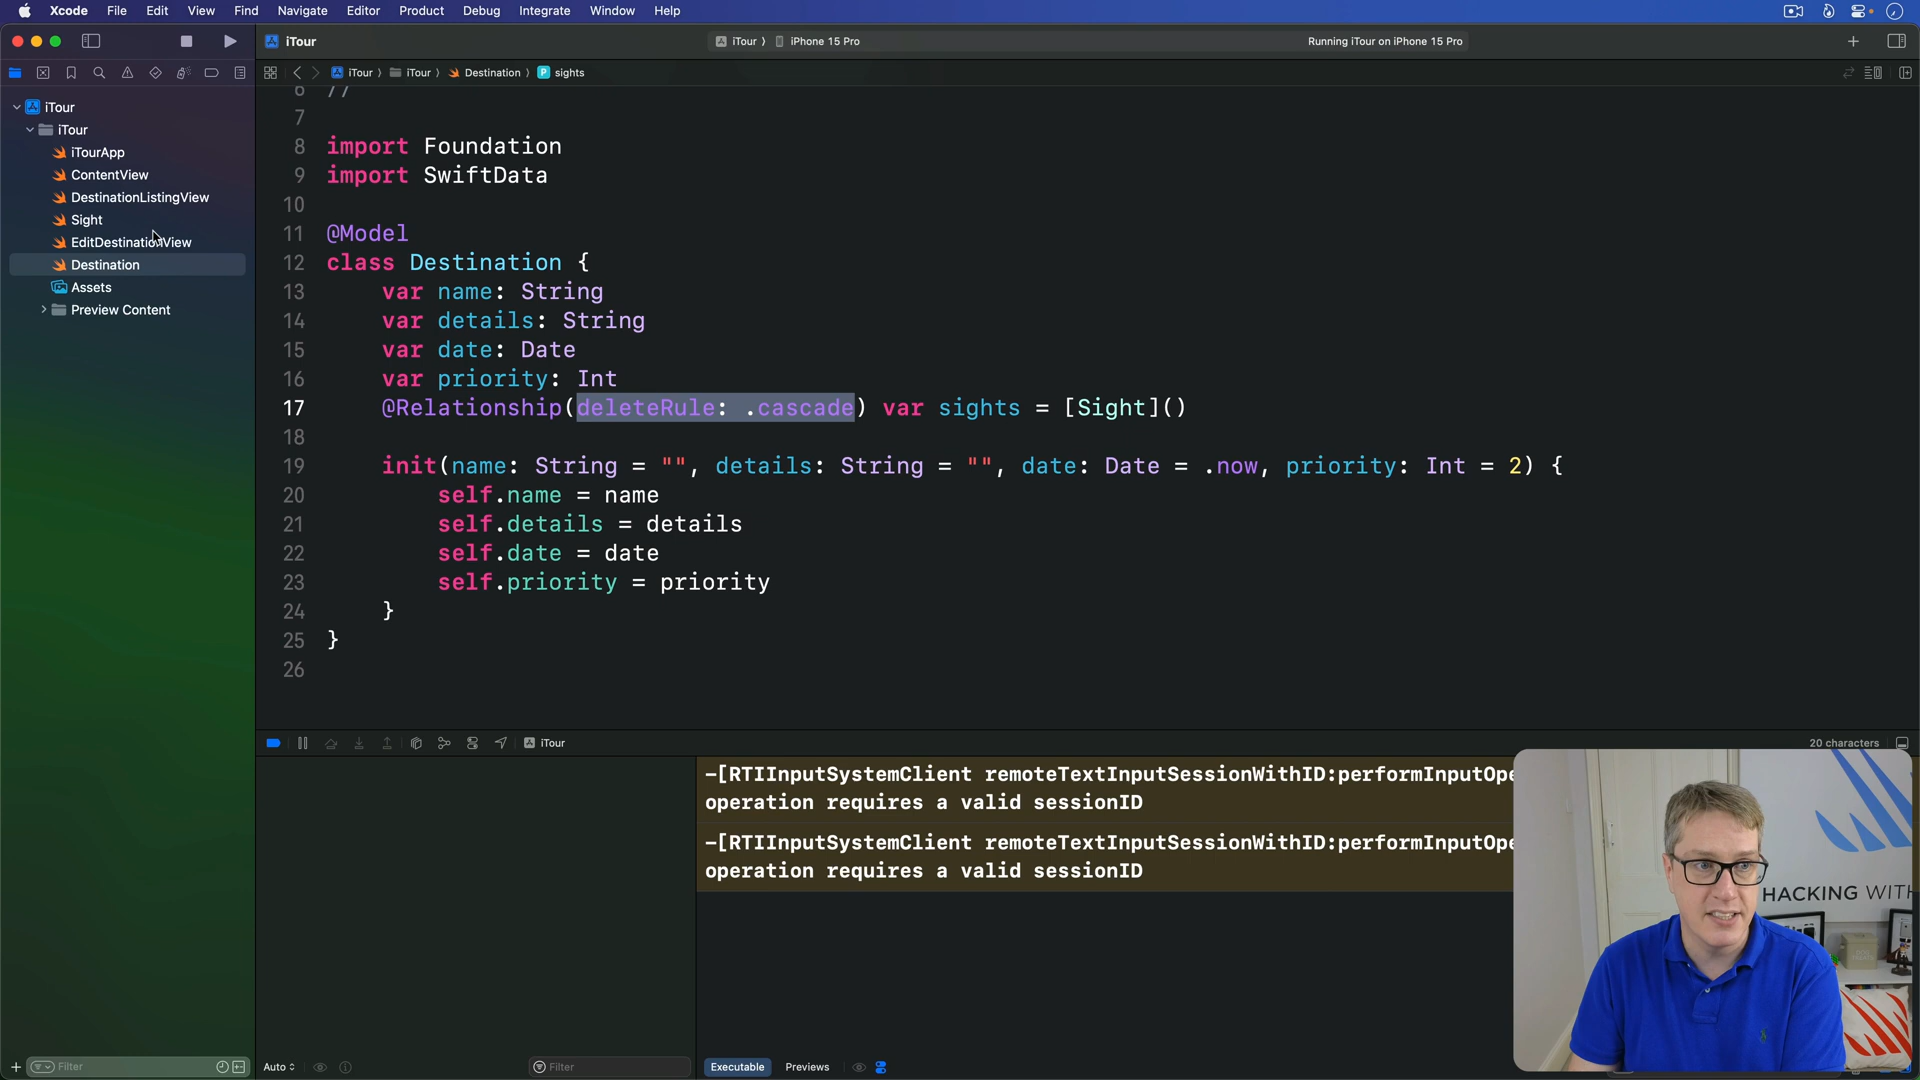 Xcode File Edit View Find Navigate Editor Product Debug Integrate Window Help
iTour
iTour 〉 iPhone 15 Pro
Running iTour on iPhone 15 Pro
iTour 〉 iTour 〉 Destination 〉 P sights
iTour
iTour
iTourApp
ContentView
DestinationListingView
Sight
EditDestinationView
Destination
Assets
Preview Content
6 //
7
8 import Foundation
9 import SwiftData
10
11 @Model
12 class Destination {
13 var name: String
14 var details: String
15 var date: Date
16 var priority: Int
17 @Relationship(deleteRule: .cascade) var sights = [Sight]()
18
19 init(name: String = "", details: String = "", date: Date = .now, priority: Int = 2) {
20 self.name = name
21 self.details = details
22 self.date = date
23 self.priority = priority
24 }
25 }
26
iTour
20 characters
-[RTIInputSystemClient remoteTextInputSessionWithID:performInputOpe
operation requires a valid sessionID
-[RTIInputSystemClient remoteTextInputSessionWithID:performInputOpe
operation requires a valid sessionID
HACKING WITH
Filter
Auto
Filter
Executable Previews